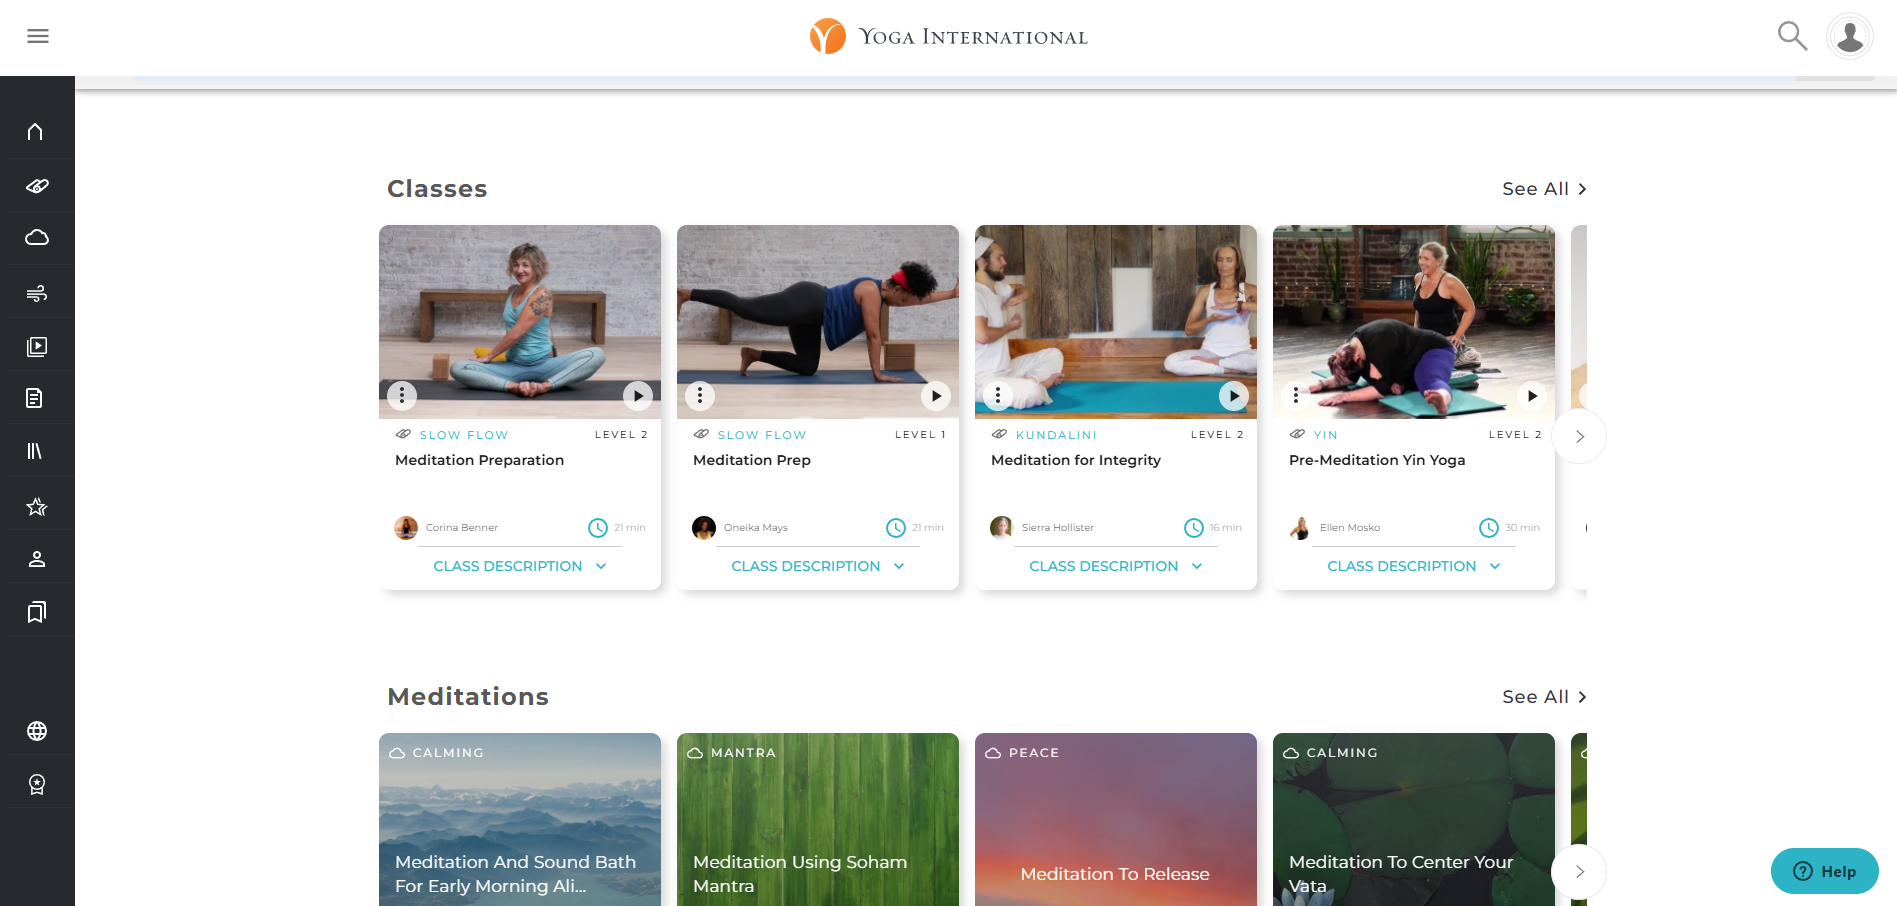 YOGA INTERNATIONAL
Classes
See All
SLOW FLOW
LEVEL 2
Meditation Preparation
Corina Benner
21 min
CLASS DESCRIPTION
SLOW FLOW
LEVEL 1
Meditation Prep
Oneika Mays
21 min
CLASS DESCRIPTION
KUNDALINI
LEVEL 2
Meditation for Integrity
Sierra Hollister
16 min
CLASS DESCRIPTION
YIN
LEVEL 2
Pre-Meditation Yin Yoga
Ellen Mosko
30 min
CLASS DESCRIPTION
Meditations
See All
CALMING
Meditation And Sound Bath
For Early Morning Ali...
MANTRA
Meditation Using Soham
Mantra
PEACE
Meditation To Release
CALMING
Meditation To Center Your
Vata
Help